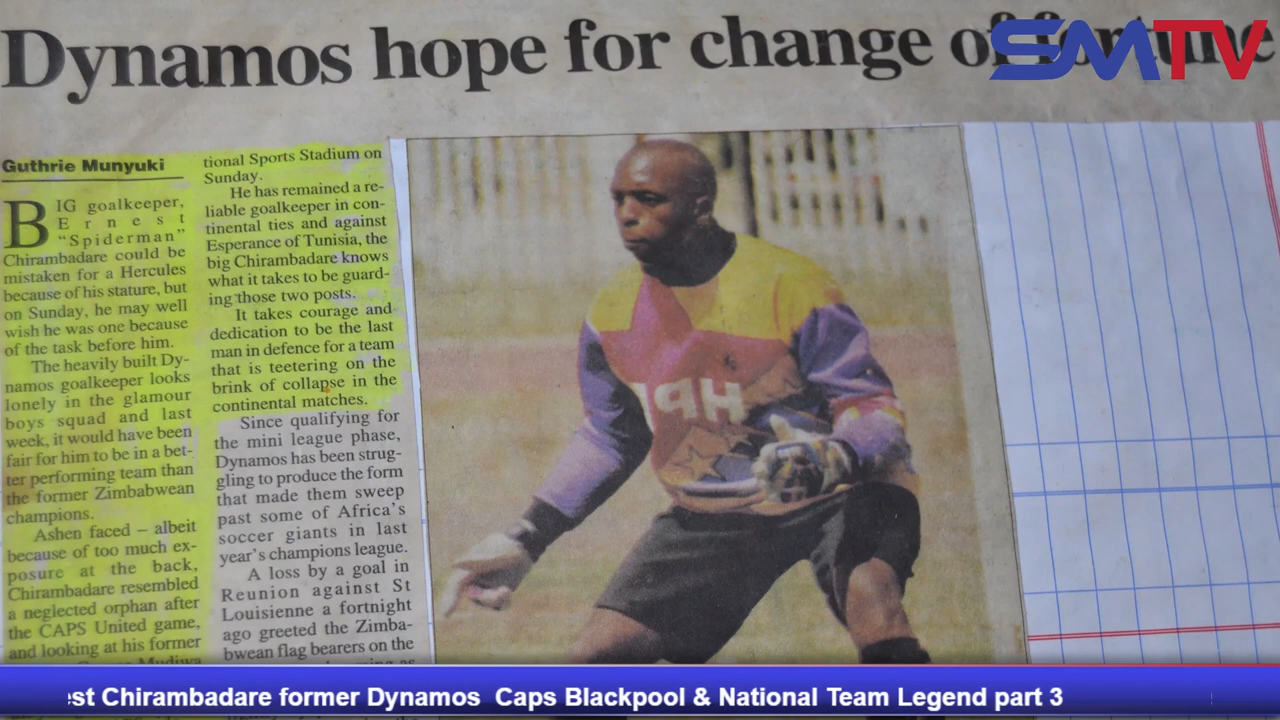 Dynamos hope for change of fortune
SMTV
Guthrie Munyuki
BIG goalkeeper,
Ernest
"Spiderman"
Chirambadare could be
mistaken for a Hercules
because of his stature, but
on Sunday, he may well
wish he was one because
of the task before him.
The heavily built Dy-
namos goalkeeper looks
lonely in the glamour
boys squad and last
week, it would have been
fair for him to be in a bet-
ter performing team than
the former Zimbabwean
champions.
Ashen faced – albeit
because of too much ex-
posure at the back,
Chirambadare resembled
a neglected orphan after
the CAPS United game,
and looking at his former
tional Sports Stadium on
Sunday.
He has remained a re-
liable goalkeeper in con-
tinental ties and against
Esperance of Tunisia, the
big Chirambadare knows
what it takes to be guard-
ing those two posts.
It takes courage and
dedication to be the last
man in defence for a team
that is teetering on the
brink of collapse in the
continental matches.
Since qualifying for
the mini league phase,
Dynamos has been strug-
gling to produce the form
that made them sweep
past some of Africa's
soccer giants in last
year's champions league.
A loss by a goal in
Reunion against St
Louisienne a fortnight
ago greeted the Zimba-
bwean flag bearers on the
est Chirambadare former Dynamos Caps Blackpool & National Team Legend part 3